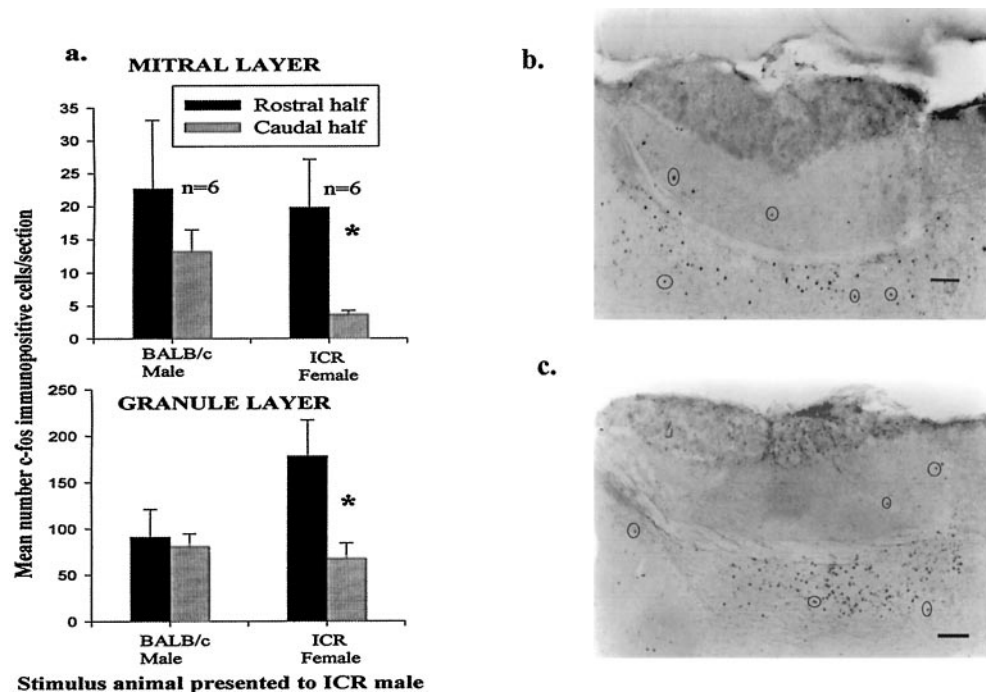 a.
MITRAL LAYER
35
30
25
20
15
10
5
0
Rostral half
Caudal half
n=6
n=6
*
BALB/c
Male
ICR
Female
Mean number c-fos immunopositive cells/section
GRANULE LAYER
250
200
150
100
50
0
*
BALB/c
Male
ICR
Female
Stimulus animal presented to ICR male
b.
c.